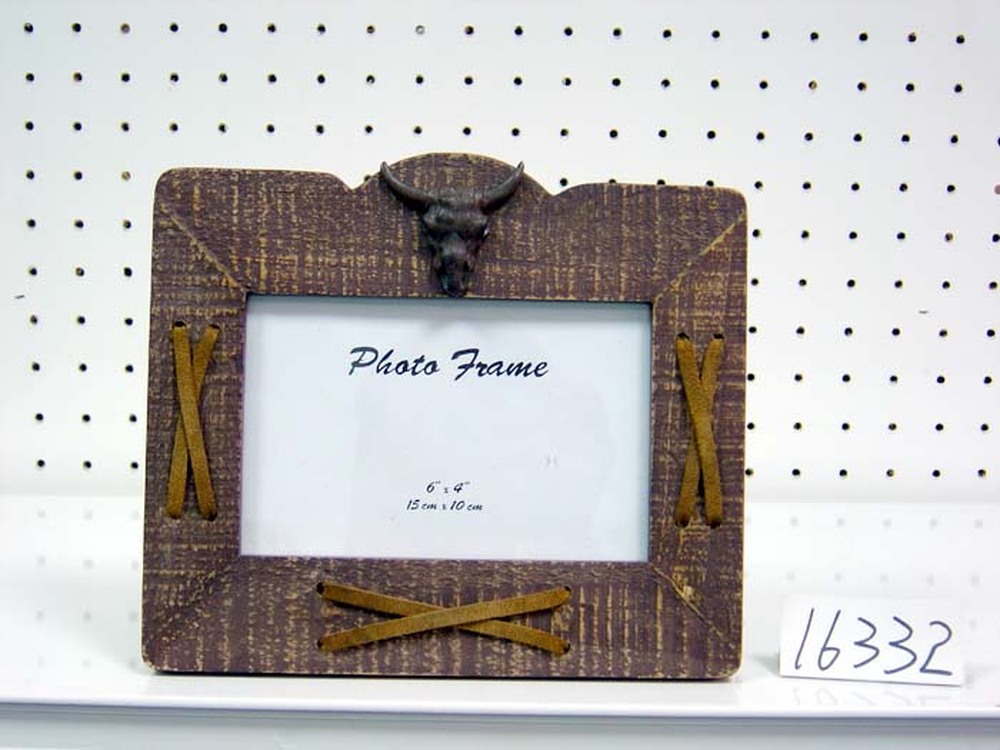 Photo Frame
6" x 4"
15 cm x 10 cm
16332